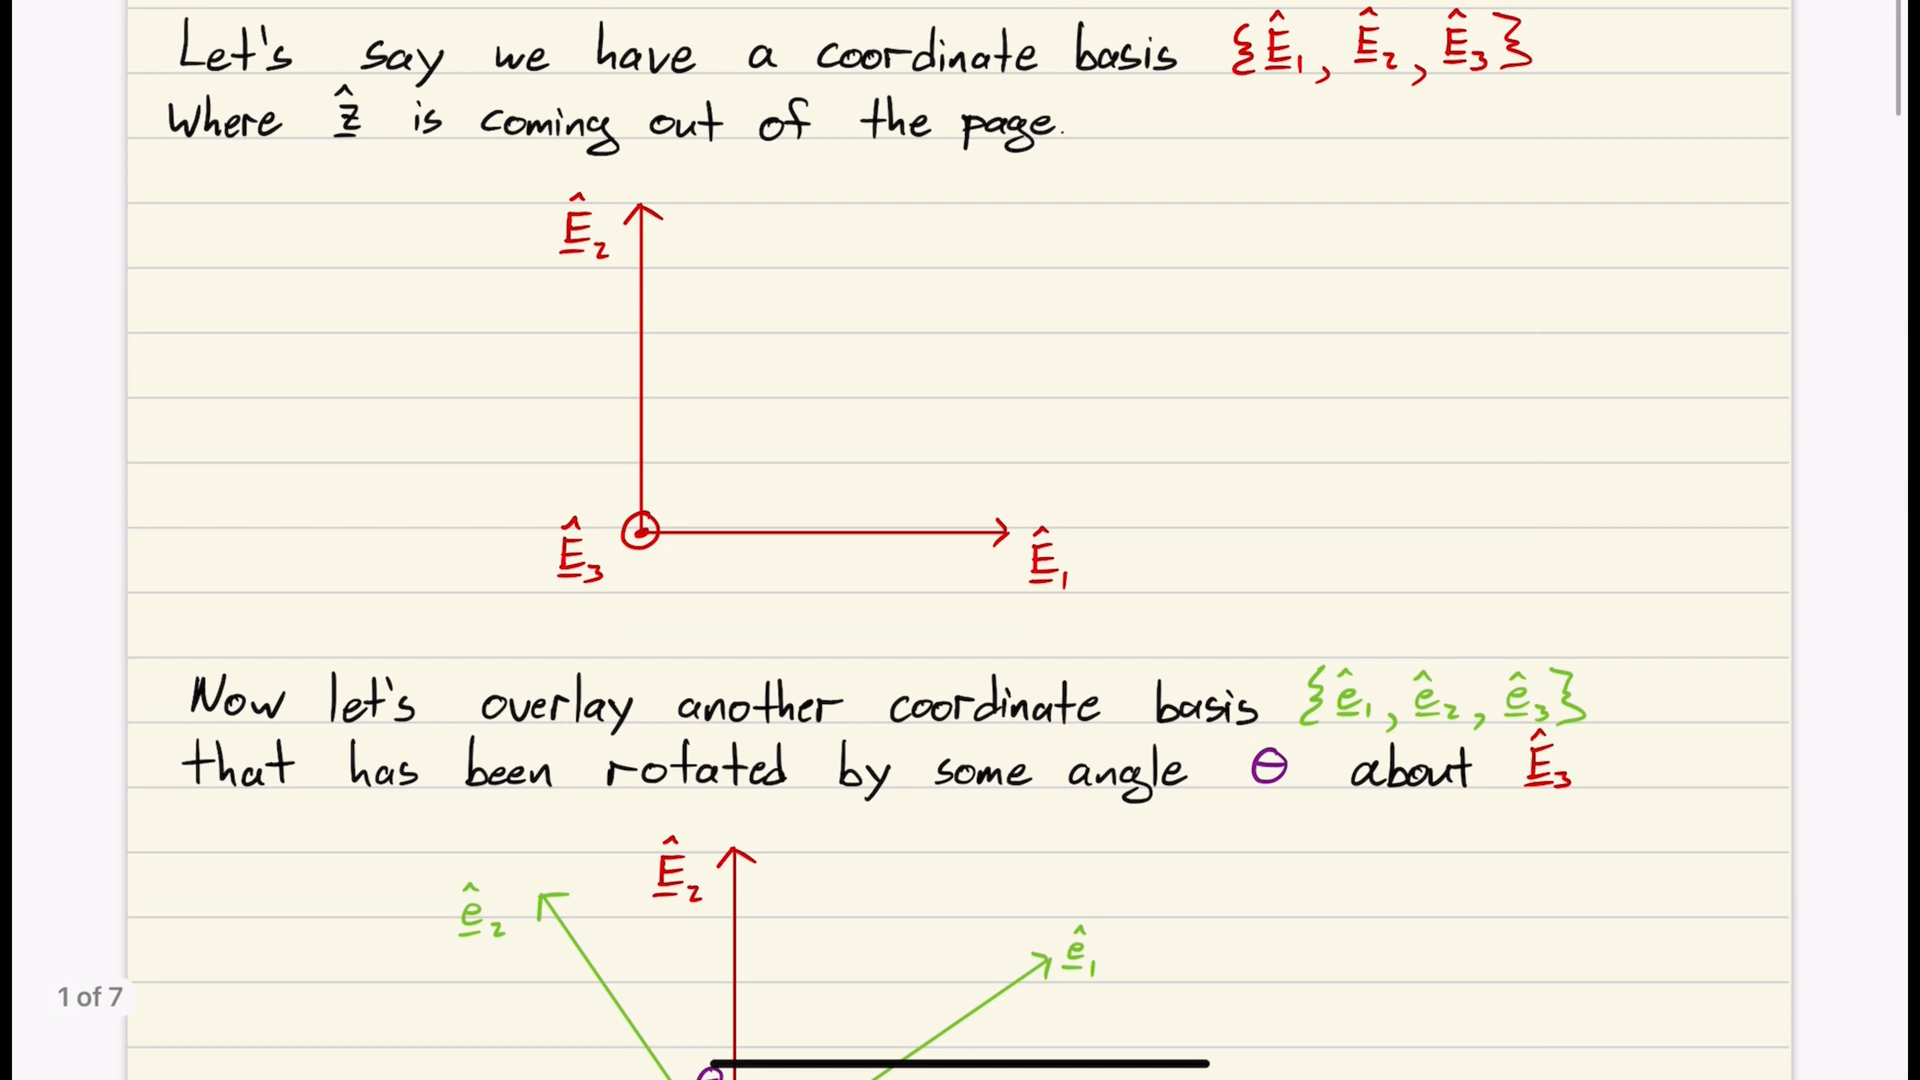 Let's say we have a coordinate basis {Ê₁, Ê₂, Ê₃}
where ẑ is coming out of the page.
Ê₂
Ê₃
Ê₁
Now let's overlay another coordinate basis {ê₁, ê₂, ê₃}
that has been rotated by some angle θ about Ê₃
Ê₂
ê₂
ê₁
1 of 7
θ